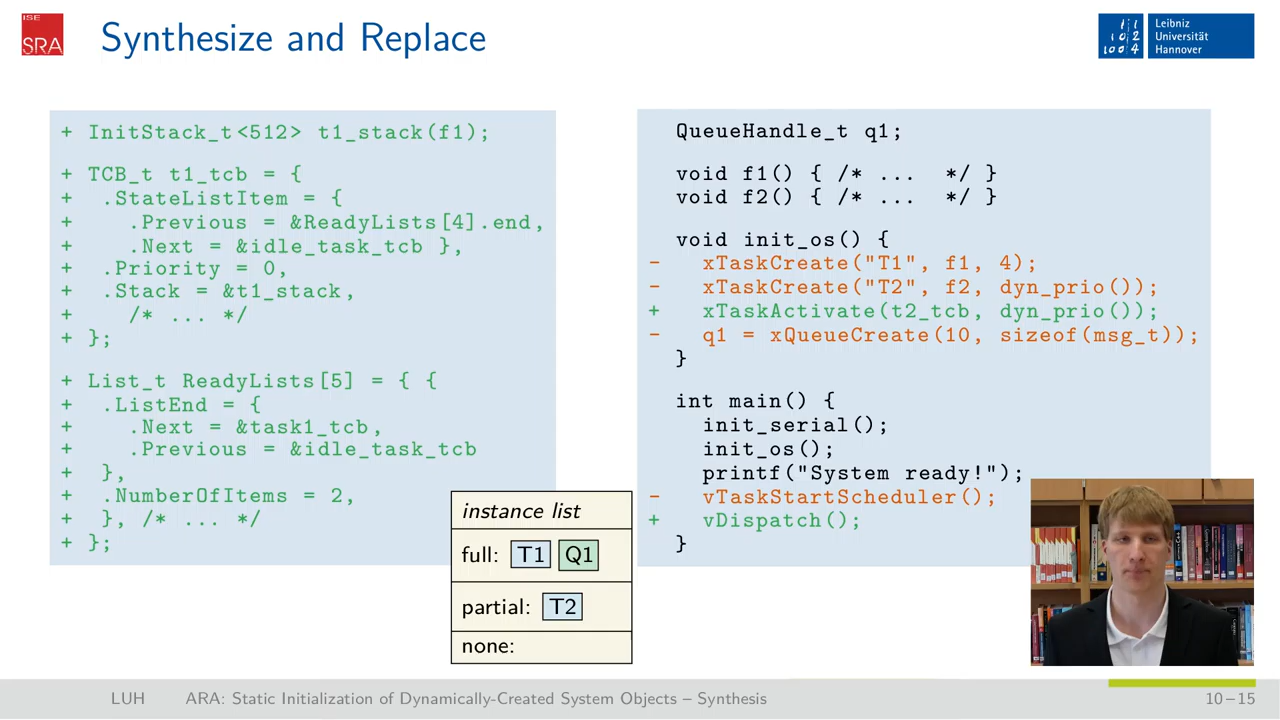 ISE
SRA
Synthesize and Replace
Leibniz
Universität
Hannover
+ InitStack_t<512> t1_stack(f1);
+ TCB_t t1_tcb = {
+ .StateListItem = {
+ .Previous = &ReadyLists[4].end,
+ .Next = &idle_task_tcb },
+ .Priority = 0,
+ .Stack = &t1_stack,
+ /* ... */
+ };
+ List_t ReadyLists[5] = { {
+ .ListEnd = {
+ .Next = &task1_tcb,
+ .Previous = &idle_task_tcb
+ },
+ .NumberOfItems = 2,
+ }, /* ... */
+ };
QueueHandle_t q1;
void f1() { /* ... */ }
void f2() { /* ... */ }
void init_os() {
- xTaskCreate("T1", f1, 4);
- xTaskCreate("T2", f2, dyn_prio());
+ xTaskActivate(t2_tcb, dyn_prio());
- q1 = xQueueCreate(10, sizeof(msg_t));
}
int main() {
init_serial();
init_os();
printf("System ready!");
- vTaskStartScheduler();
+ vDispatch();
}
instance list
full: T1 Q1
partial: T2
none:
LUH ARA: Static Initialization of Dynamically-Created System Objects – Synthesis 10–15